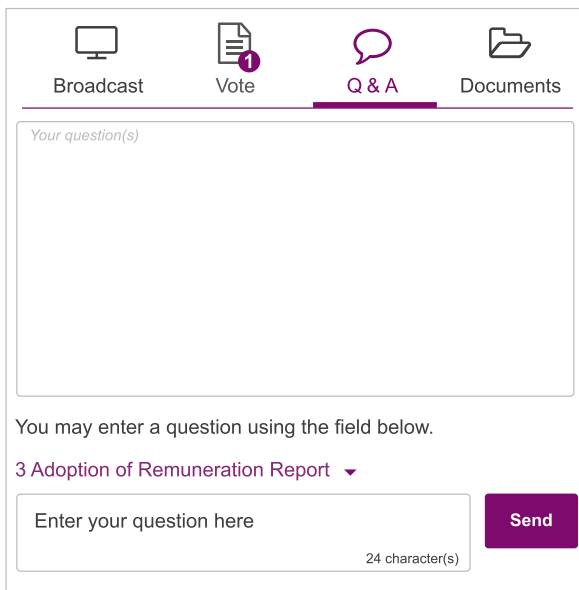 1
Broadcast Vote Q & A Documents
Your question(s)
You may enter a question using the field below.
3 Adoption of Remuneration Report
Enter your question here
Send
24 character(s)